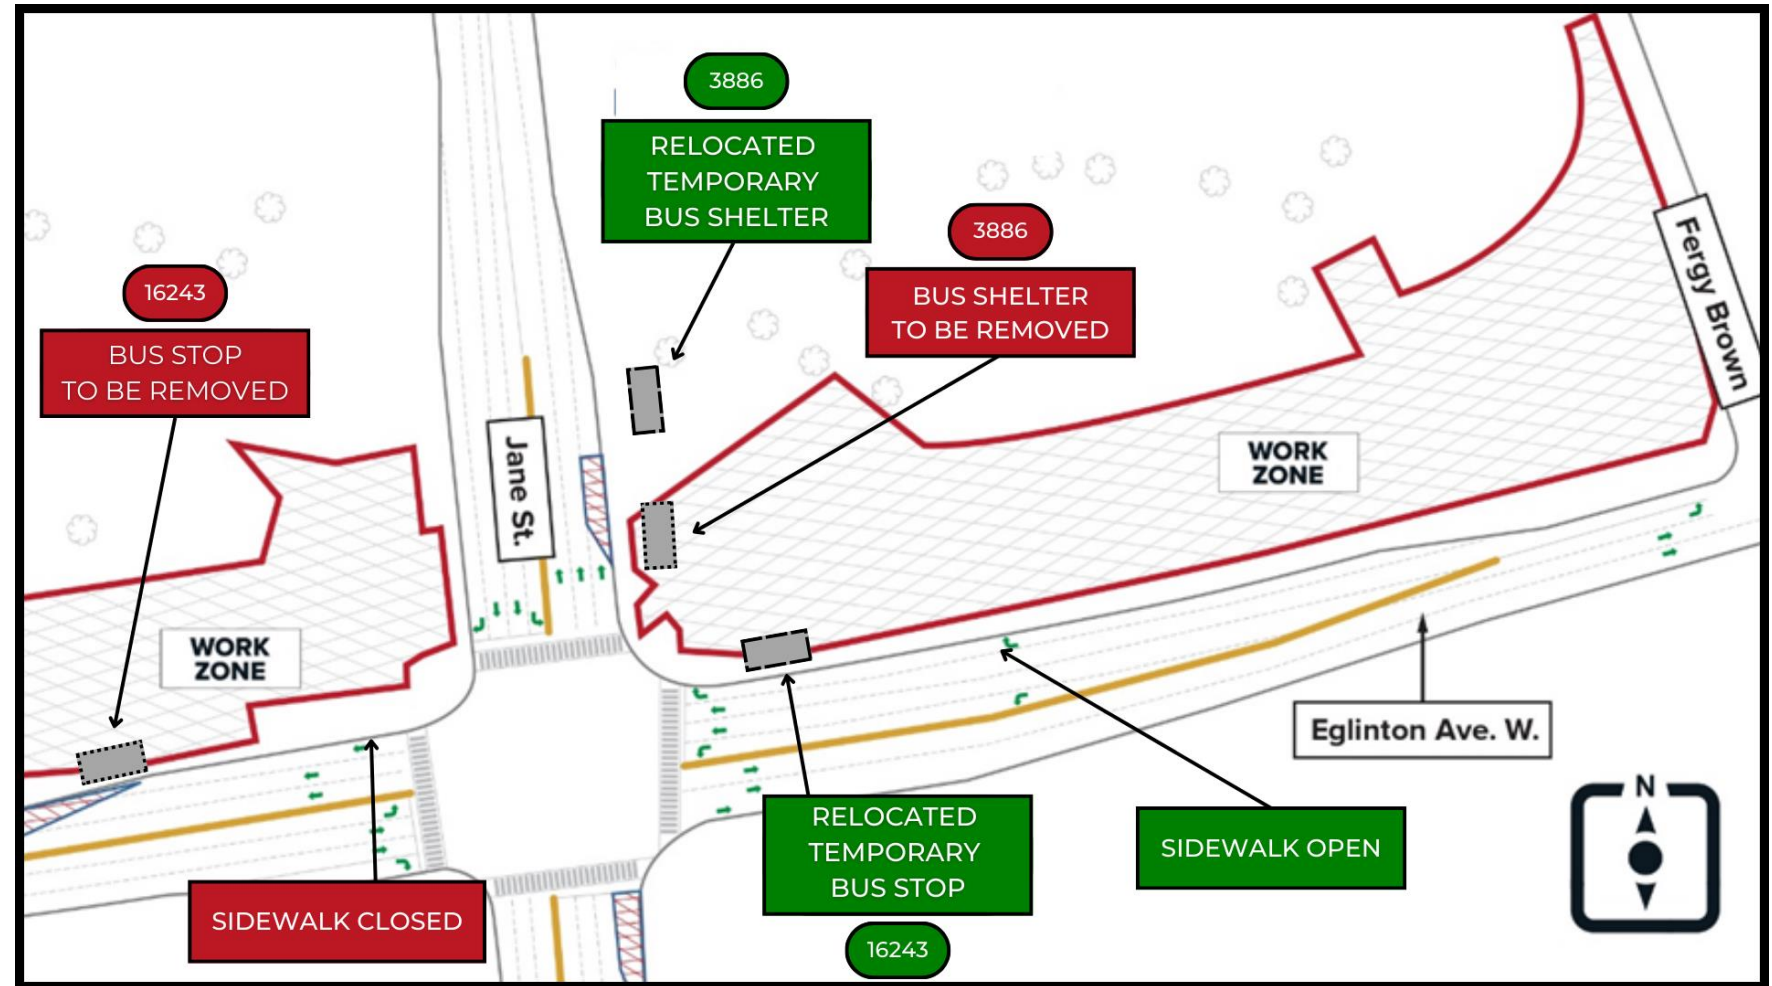 3886
RELOCATED
TEMPORARY
BUS SHELTER
3886
BUS SHELTER
TO BE REMOVED
16243
BUS STOP
TO BE REMOVED
Fergy Brown
Jane St.
WORK
ZONE
WORK
ZONE
Eglinton Ave. W.
RELOCATED
TEMPORARY
BUS STOP
16243
SIDEWALK OPEN
SIDEWALK CLOSED
N